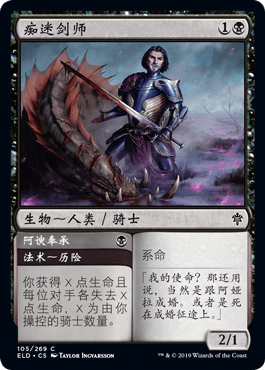 痴迷剑师 1
生物～人类／骑士
阿谀奉承
法术～历险
你获得X点生命且
每位对手各失去X
点生命，X为由你
操控的骑士数量。
系命
「我的使命？那还用
说，当然是跟阿娅
拉成婚。或者是死
在成婚征途上。」
2/1
105/269 C
ELD • CS TAYLOR INGVARSSON
™ & © 2019 Wizards of the Coast